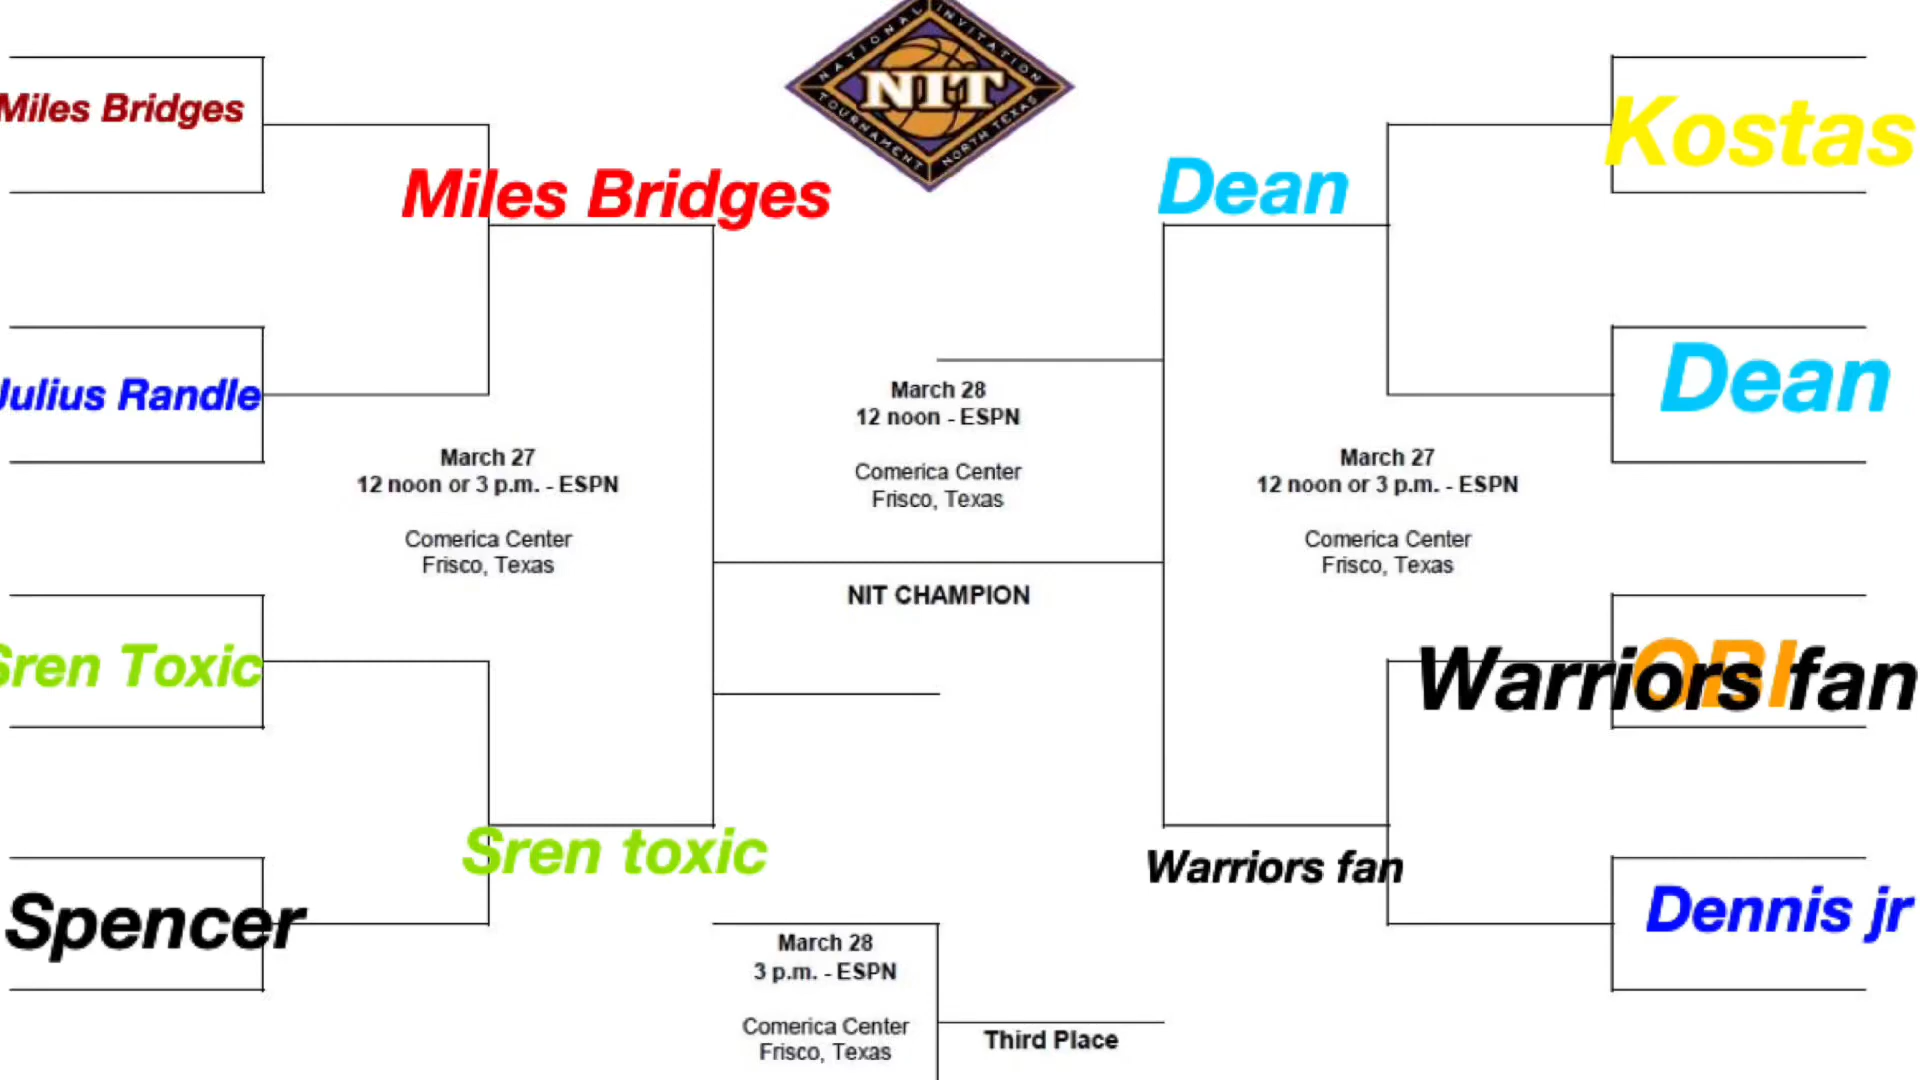 NATIONAL INVITATION
NIT
TOURNAMENT NORTH TEXAS
Miles Bridges
Kostas
Miles Bridges
Dean
Julius Randle
Dean
March 28
12 noon - ESPN
Comerica Center
Frisco, Texas
March 27
12 noon or 3 p.m. - ESPN
Comerica Center
Frisco, Texas
March 27
12 noon or 3 p.m. - ESPN
Comerica Center
Frisco, Texas
NIT CHAMPION
Sren Toxic
OBI
Warriors fan
Sren toxic
Warriors fan
Spencer
Dennis jr
March 28
3 p.m. - ESPN
Comerica Center
Frisco, Texas
Third Place